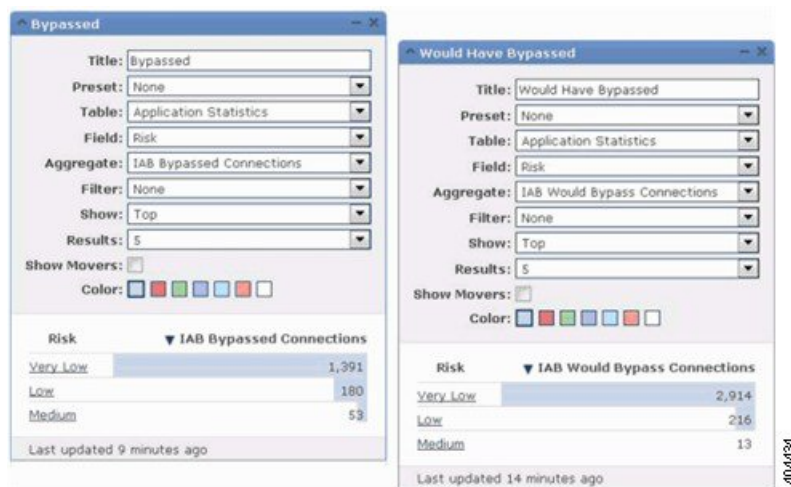 Bypassed
Title: Bypassed
Preset: None
Table: Application Statistics
Field: Risk
Aggregate: IAB Bypassed Connections
Filter: None
Show: Top
Results: 5
Show Movers:
Color:
Risk IAB Bypassed Connections
Very Low 1,391
Low 180
Medium 53
Last updated 9 minutes ago
Would Have Bypassed
Title: Would Have Bypassed
Preset: None
Table: Application Statistics
Field: Risk
Aggregate: IAB Would Bypass Connections
Filter: None
Show: Top
Results: 5
Show Movers:
Color:
Risk IAB Would Bypass Connections
Very Low 2,914
Low 216
Medium 13
Last updated 14 minutes ago
404434